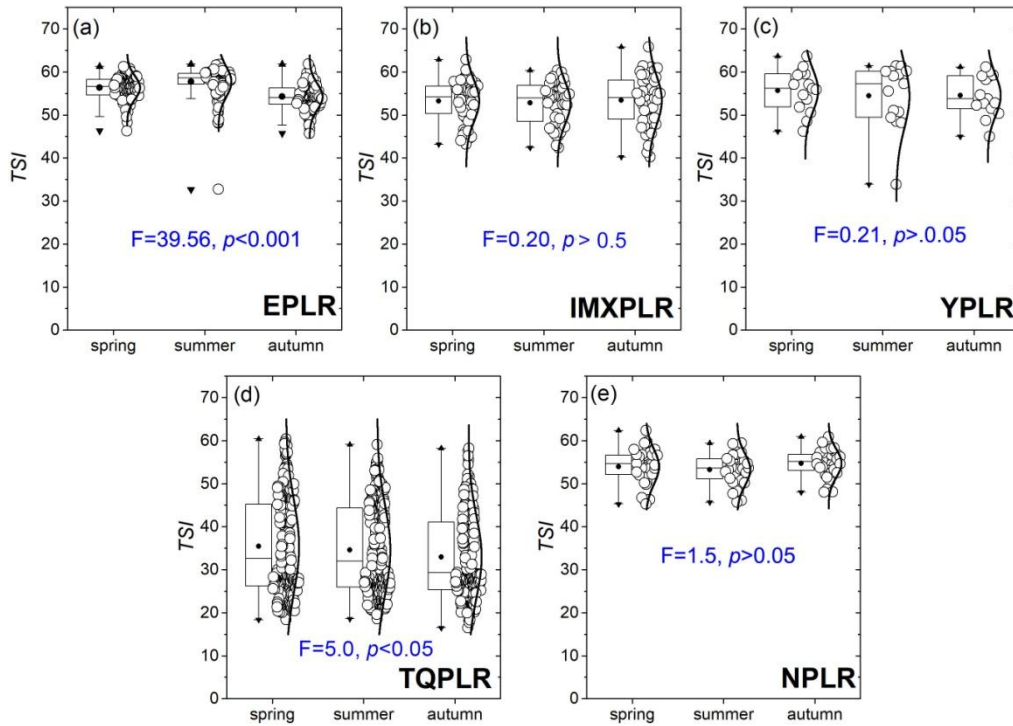 (a)
70
60
50
40
30
20
10
0
TSI
F=39.56, p<0.001
EPLR
spring summer autumn
(b)
70
60
50
40
30
20
10
0
TSI
F=0.20, p > 0.5
IMXPLR
spring summer autumn
(c)
70
60
50
40
30
20
10
0
TSI
F=0.21, p>.0.05
YPLR
spring summer autumn
(d)
70
60
50
40
30
20
10
0
TSI
F=5.0, p<0.05
TQPLR
spring summer autumn
(e)
70
60
50
40
30
20
10
0
TSI
F=1.5, p>0.05
NPLR
spring summer autumn